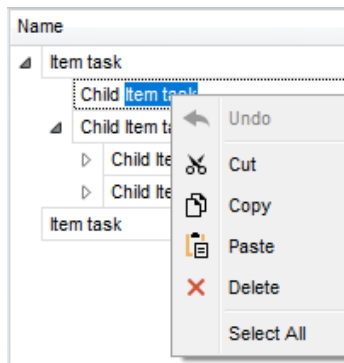 Name
Item task
Child Item task
Child Item ta
Child Ite
Child Ite
Item task
Undo
Cut
Copy
Paste
Delete
Select All